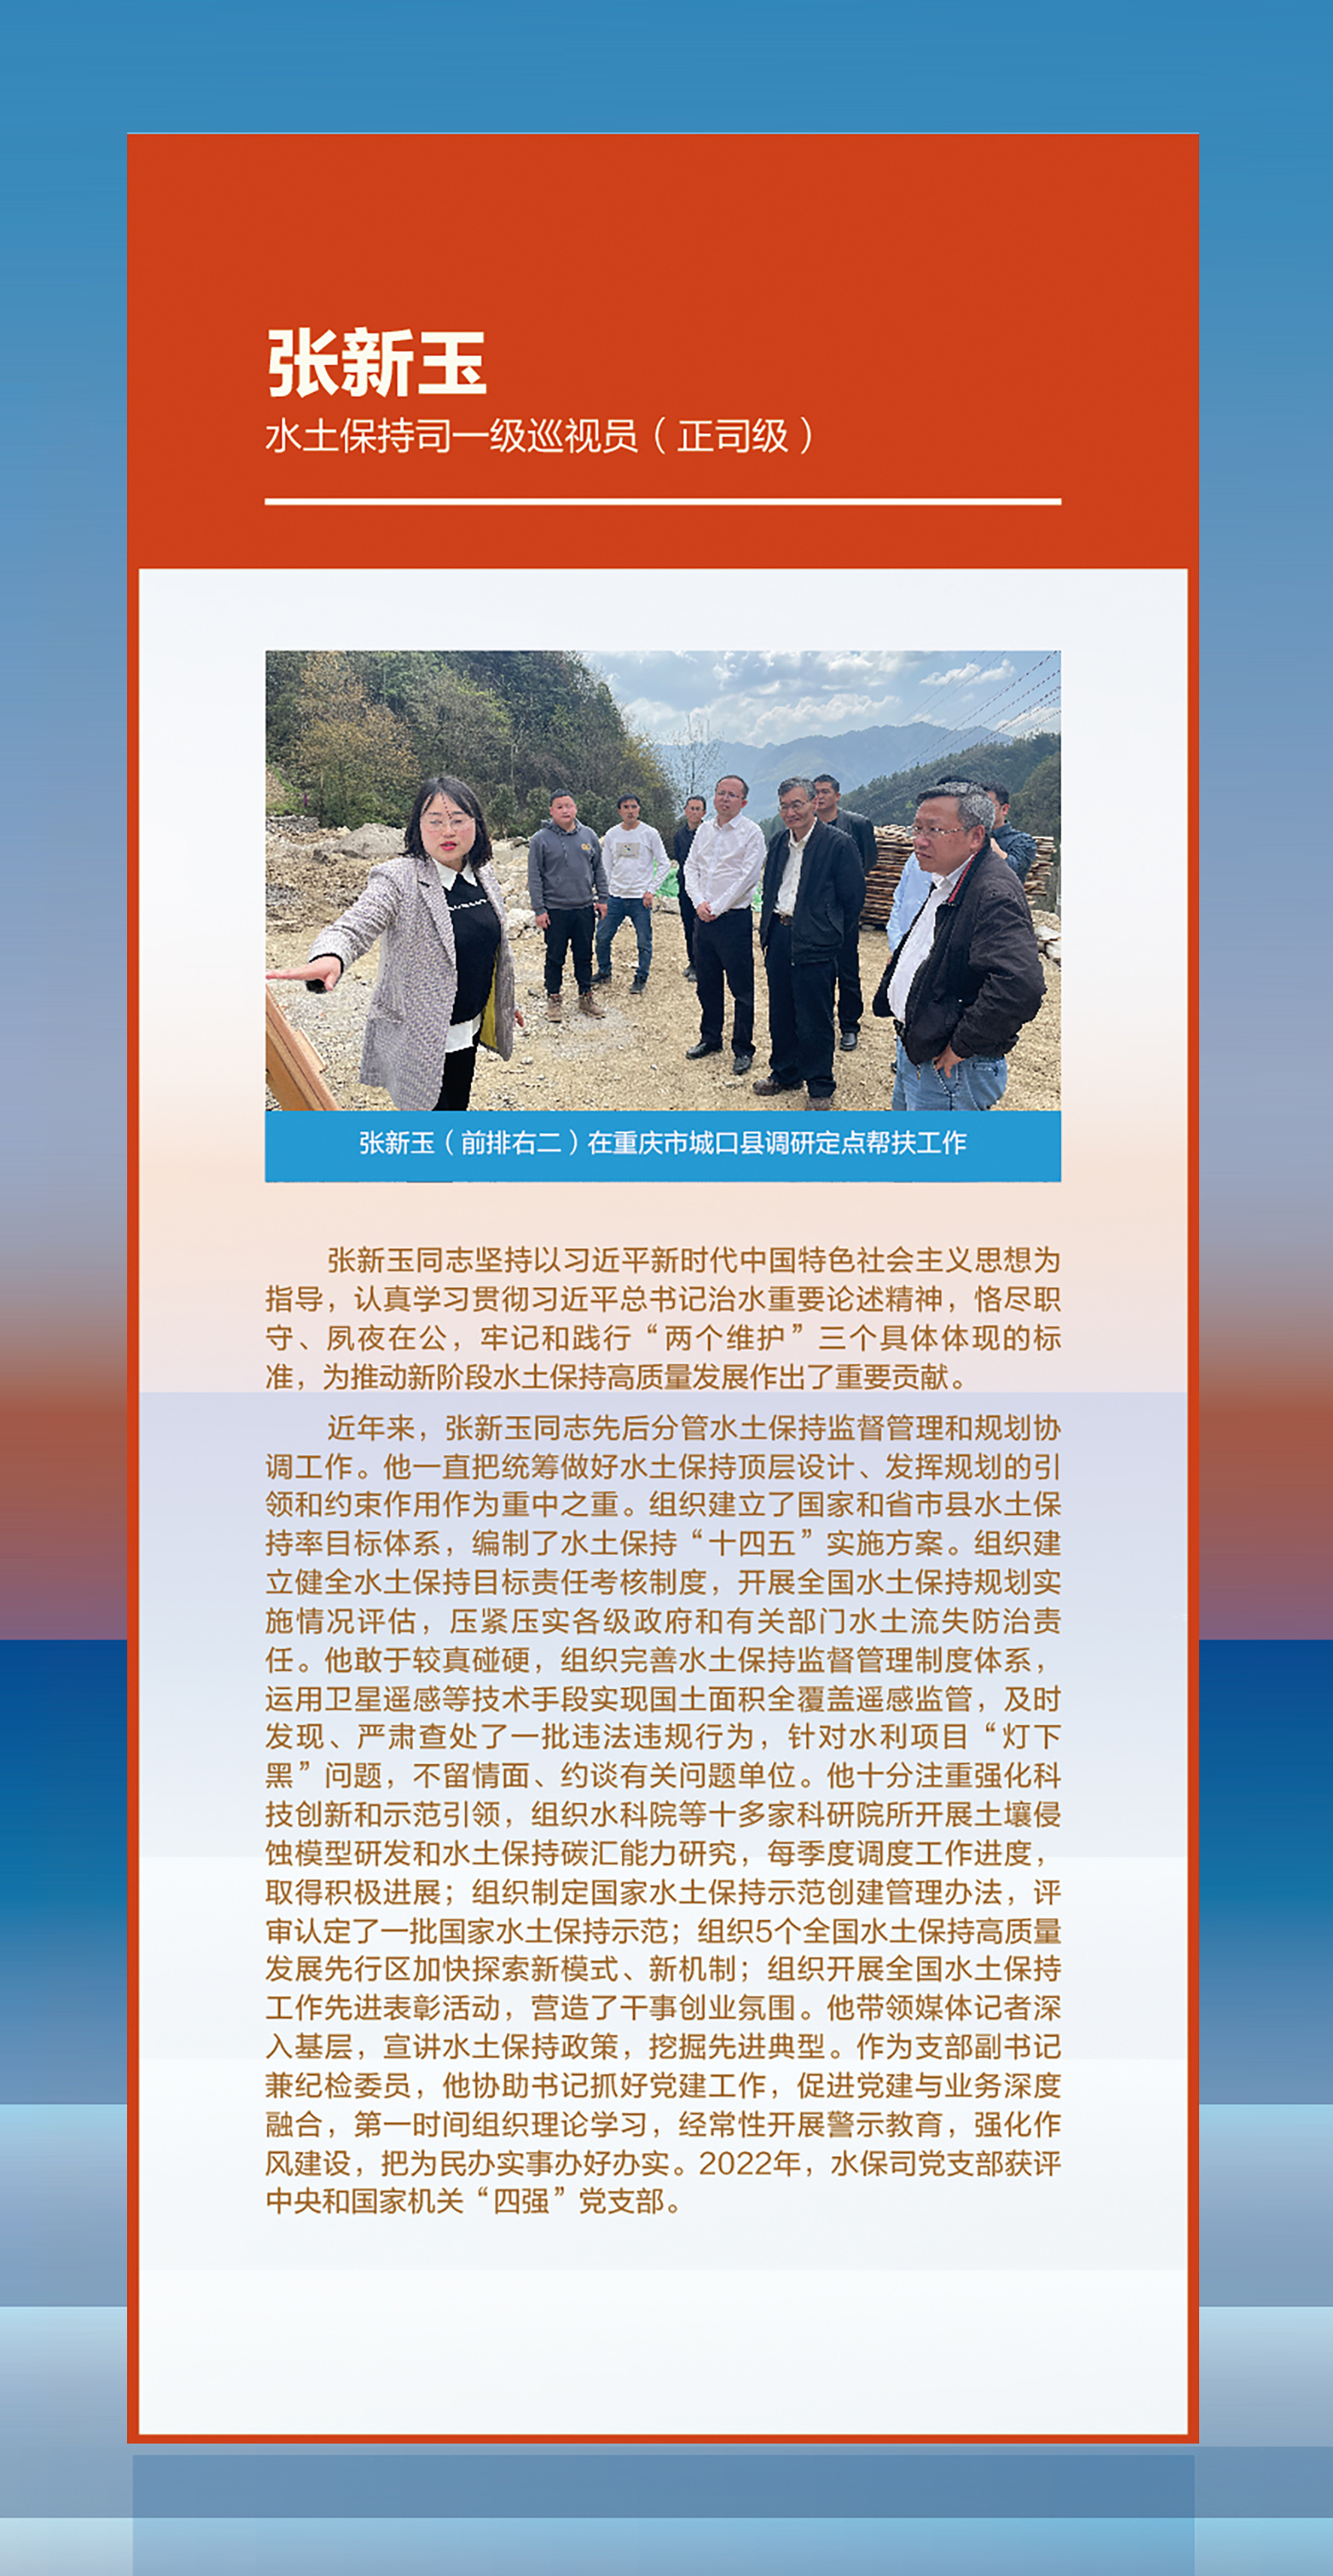 张新玉
水土保持司一级巡视员（正司级）
张新玉（前排右二）在重庆市城口县调研定点帮扶工作
张新玉同志坚持以习近平新时代中国特色社会主义思想为
指导，认真学习贯彻习近平总书记治水重要论述精神，恪尽职
守、夙夜在公，牢记和践行“两个维护”三个具体体现的标
准，为推动新阶段水土保持高质量发展作出了重要贡献。
近年来，张新玉同志先后分管水土保持监督管理和规划协
调工作。他一直把统筹做好水土保持顶层设计、发挥规划的引
领和约束作用作为重中之重。组织建立了国家和省市县水土保
持率目标体系，编制了水土保持“十四五”实施方案。组织建
立健全水土保持目标责任考核制度，开展全国水土保持规划实
施情况评估，压紧压实各级政府和有关部门水土流失防治责
任。他敢于较真碰硬，组织完善水土保持监督管理制度体系，
运用卫星遥感等技术手段实现国土面积全覆盖遥感监管，及时
发现、严肃查处了一批违法违规行为，针对水利项目“灯下
黑”问题，不留情面、约谈有关问题单位。他十分注重强化科
技创新和示范引领，组织水科院等十多家科研院所开展土壤侵
蚀模型研发和水土保持碳汇能力研究，每季度调度工作进度，
取得积极进展；组织制定国家水土保持示范创建管理办法，评
审认定了一批国家水土保持示范；组织5个全国水土保持高质量
发展先行区加快探索新模式、新机制；组织开展全国水土保持
工作先进表彰活动，营造了干事创业氛围。他带领媒体记者深
入基层，宣讲水土保持政策，挖掘先进典型。作为支部副书记
兼纪检委员，他协助书记抓好党建工作，促进党建与业务深度
融合，第一时间组织理论学习，经常性开展警示教育，强化作
风建设，把为民办实事办好办实。2022年，水保司党支部获评
中央和国家机关“四强”党支部。